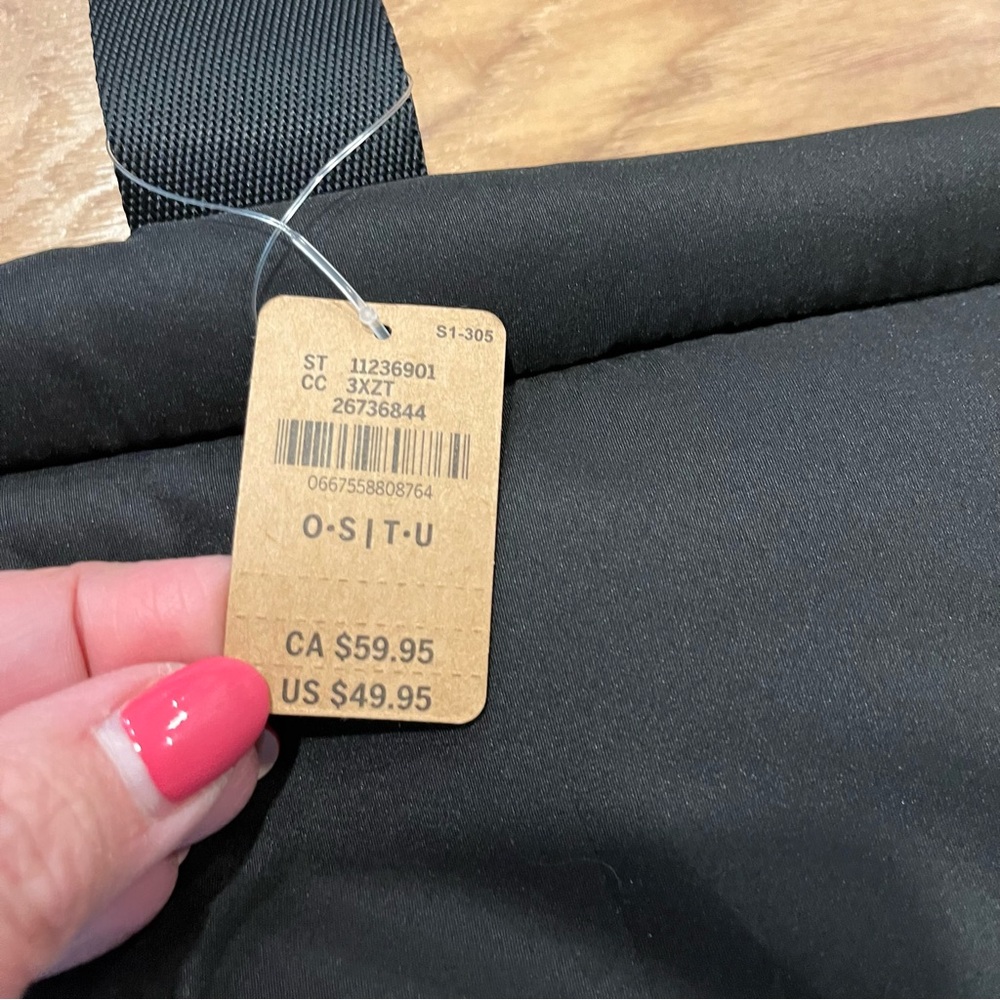 S1-305
ST 11236901
CC 3XZT
26736844
0667558808764
O·S|T·U
CA $59.95
US $49.95